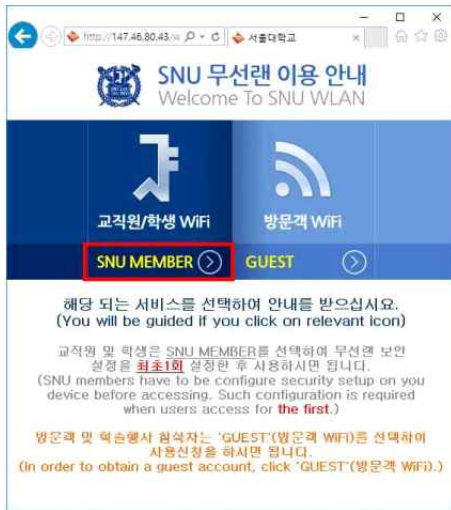 http://147.46.80.43/w
서울대학교
SNU 무선랜 이용 안내
Welcome To SNU WLAN
교직원/학생 WiFi
방문객 WiFi
SNU MEMBER
GUEST
해당 되는 서비스를 선택하여 안내를 받으십시요.
(You will be guided if you click on relevant icon)
교직원 및 학생은 SNU MEMBER를 선택하여 무선랜 보안
설정을 최초1회 설정한 후 사용하시면 됩니다.
(SNU members have to be configure security setup on you
device before accessing. Such configuration is required
when users access for the first.)
방문객 및 학술행사 참석자는 'GUEST'(방문객 WiFi)를 선택하여
사용신청을 하시면 됩니다.
(In order to obtain a guest account, click 'GUEST'(방문객 WiFi).)